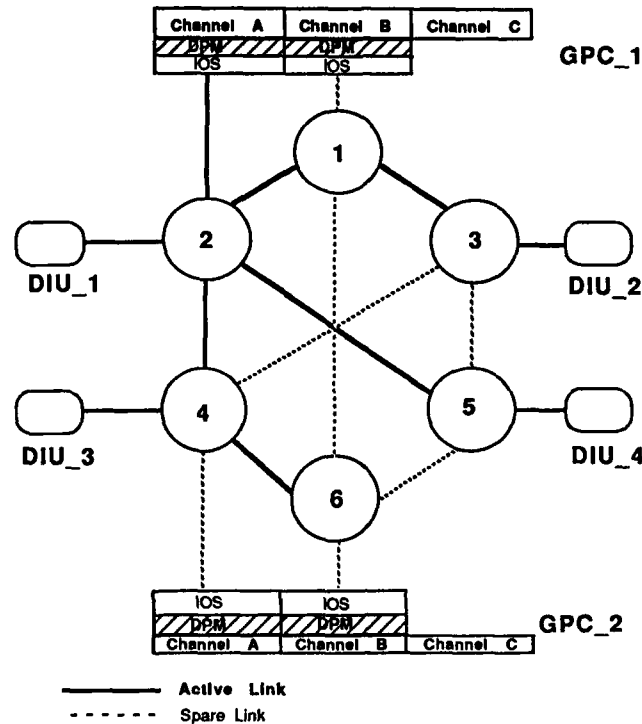 Channel A Channel B Channel C
DPM DPM
IOS IOS
GPC_1
1
2 3
DIU_1 DIU_2
4 5
DIU_3 DIU_4
6
IOS IOS
DPM DPM
GPC_2
Channel A Channel B Channel C
Active Link
Spare Link